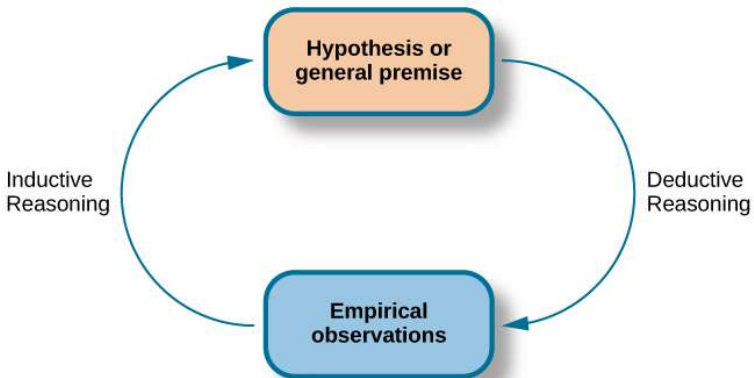 Hypothesis or
general premise
Inductive
Reasoning
Deductive
Reasoning
Empirical
observations